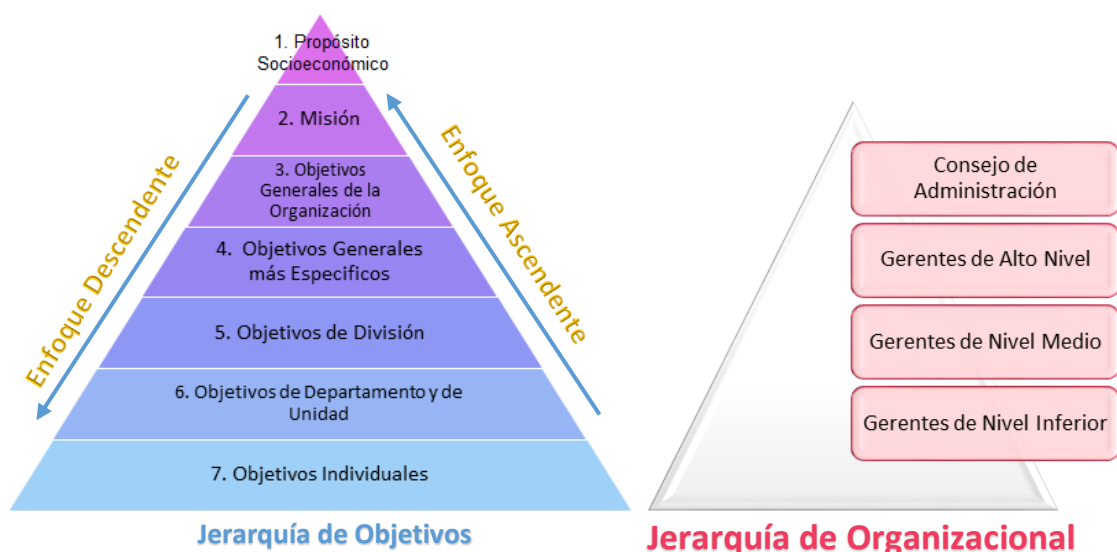 1. Propósito
Socioeconómico
2. Misión
3. Objetivos
Generales de la
Organización
4. Objetivos Generales
más Especificos
5. Objetivos de División
6. Objetivos de Departamento y de
Unidad
7. Objetivos Individuales
Enfoque Descendente
Enfoque Ascendente
Jerarquía de Objetivos
Consejo de
Administración
Gerentes de Alto Nivel
Gerentes de Nivel Medio
Gerentes de Nivel Inferior
Jerarquía de Organizacional